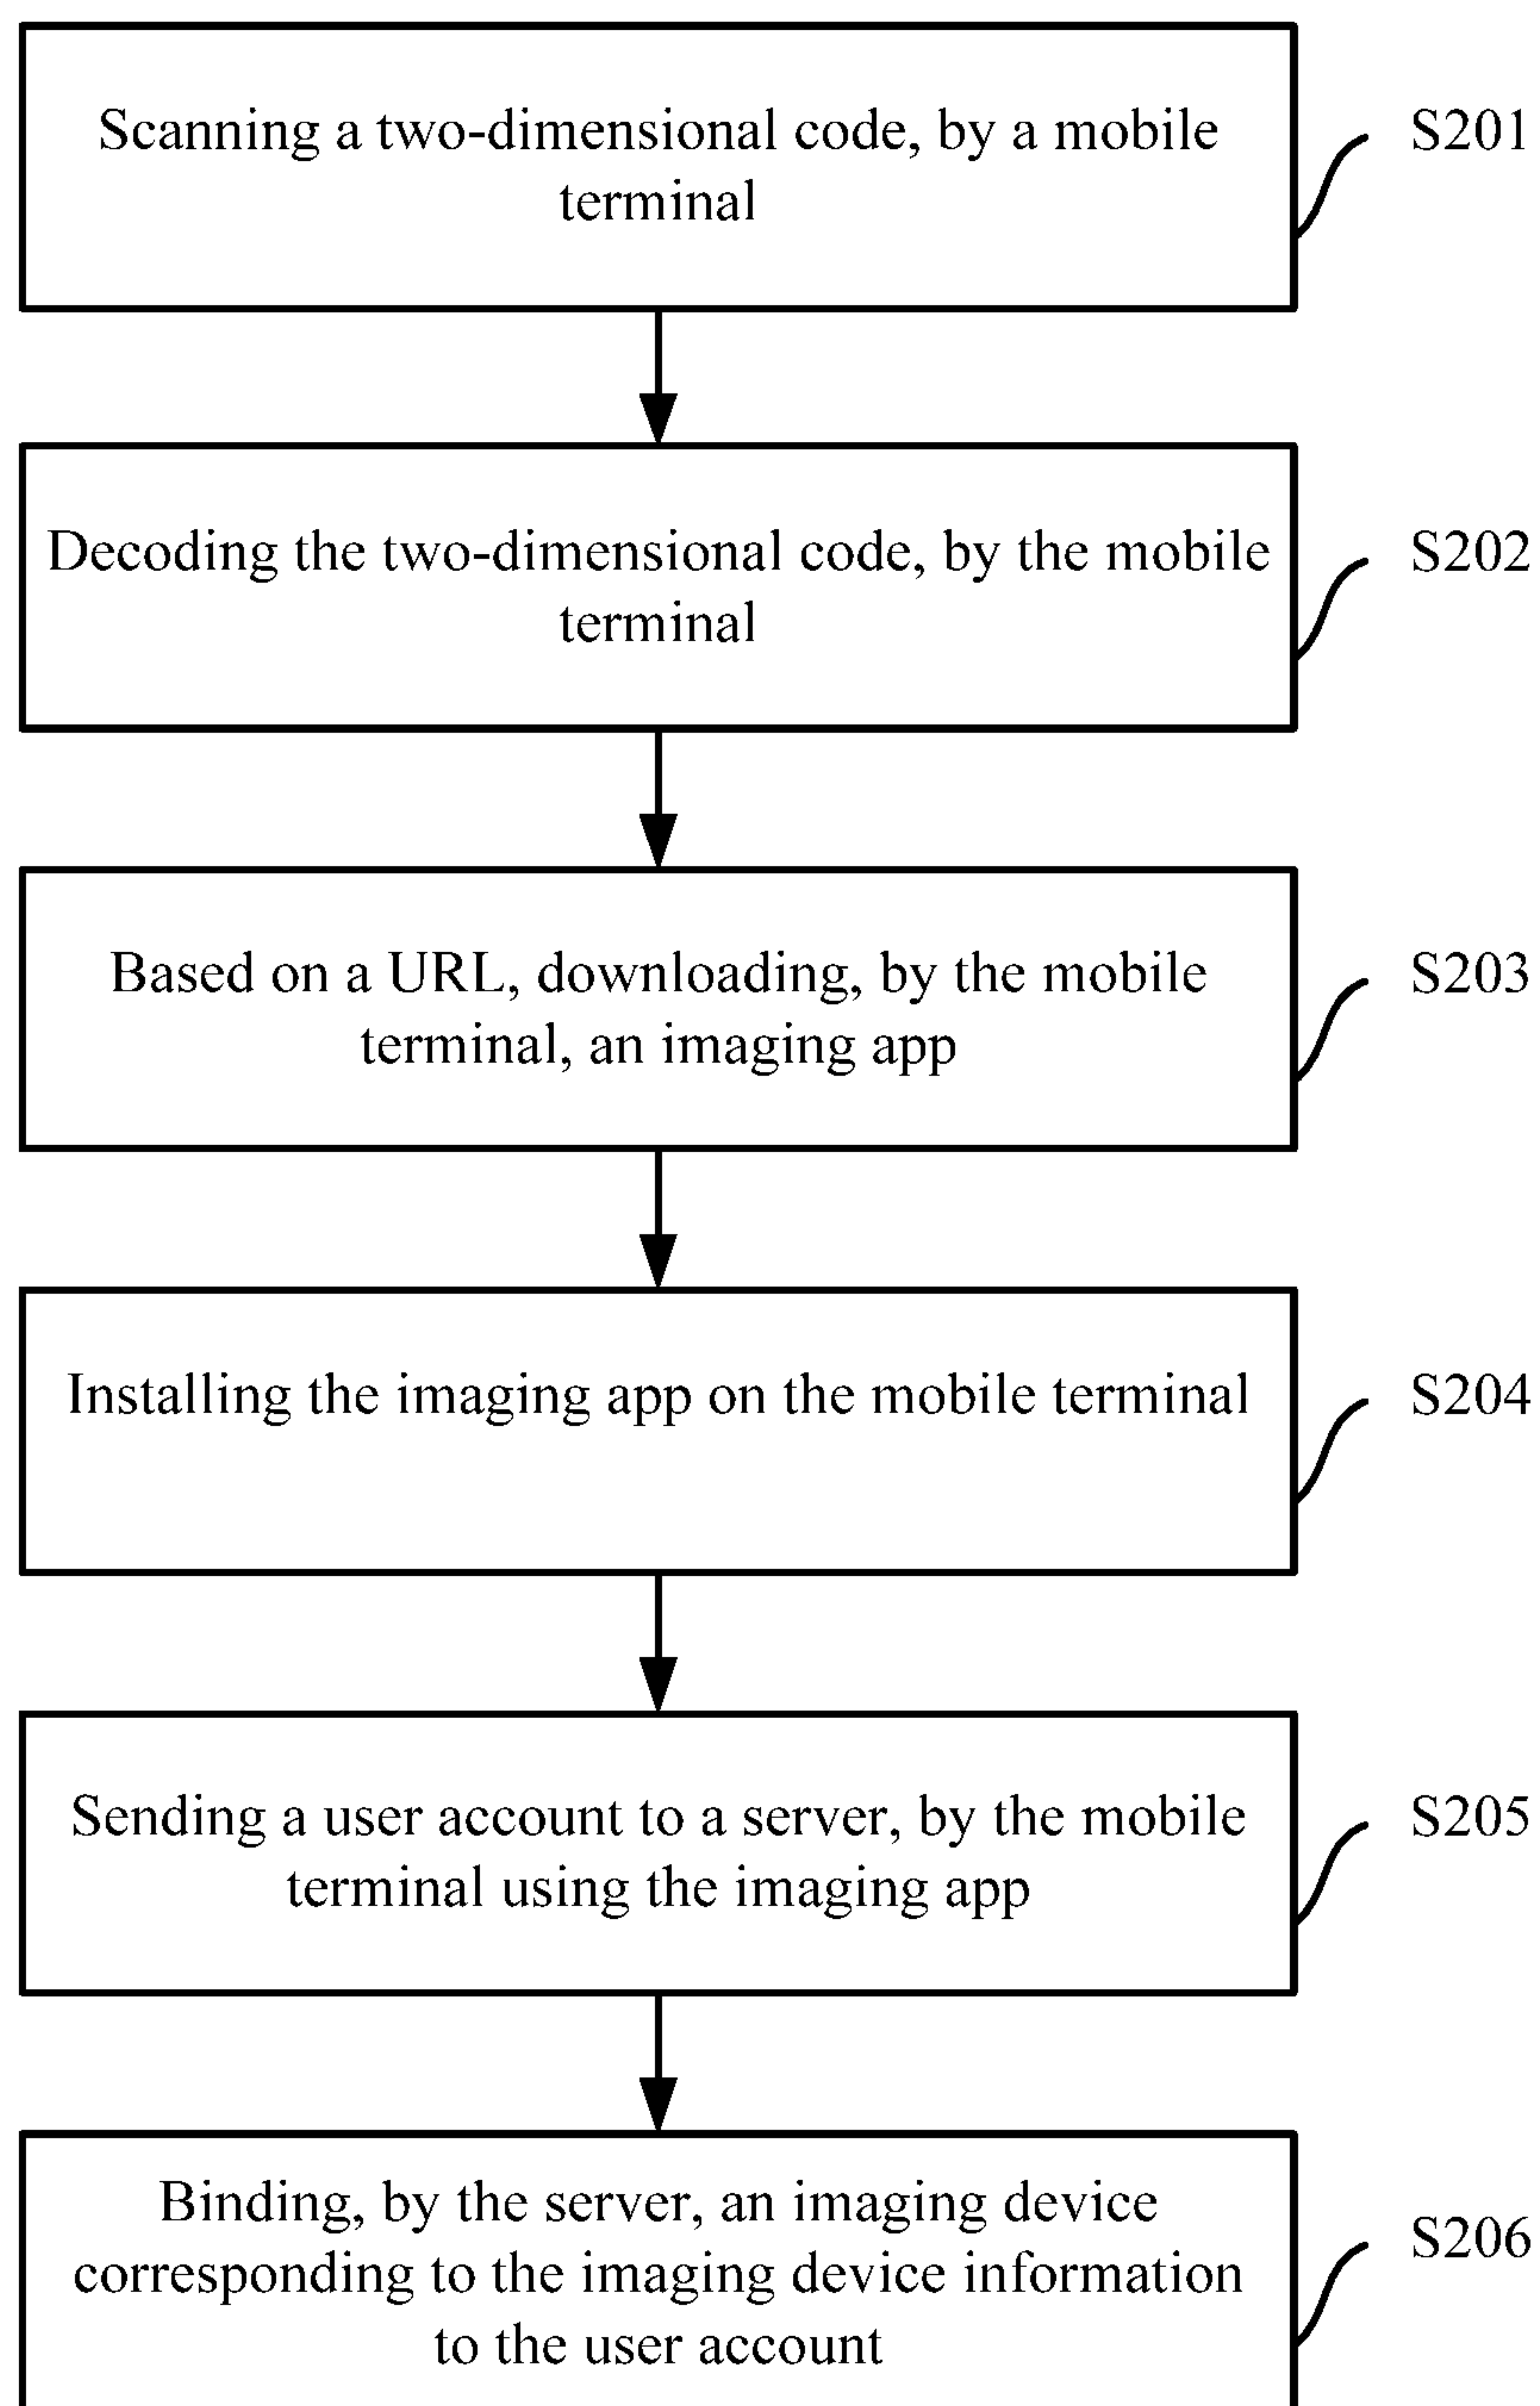 Scanning a two-dimensional code, by a mobile
terminal
S201
Decoding the two-dimensional code, by the mobile
terminal
S202
Based on a URL, downloading, by the mobile
terminal, an imaging app
S203
Installing the imaging app on the mobile terminal
S204
Sending a user account to a server, by the mobile
terminal using the imaging app
S205
Binding, by the server, an imaging device
corresponding to the imaging device information
to the user account
S206